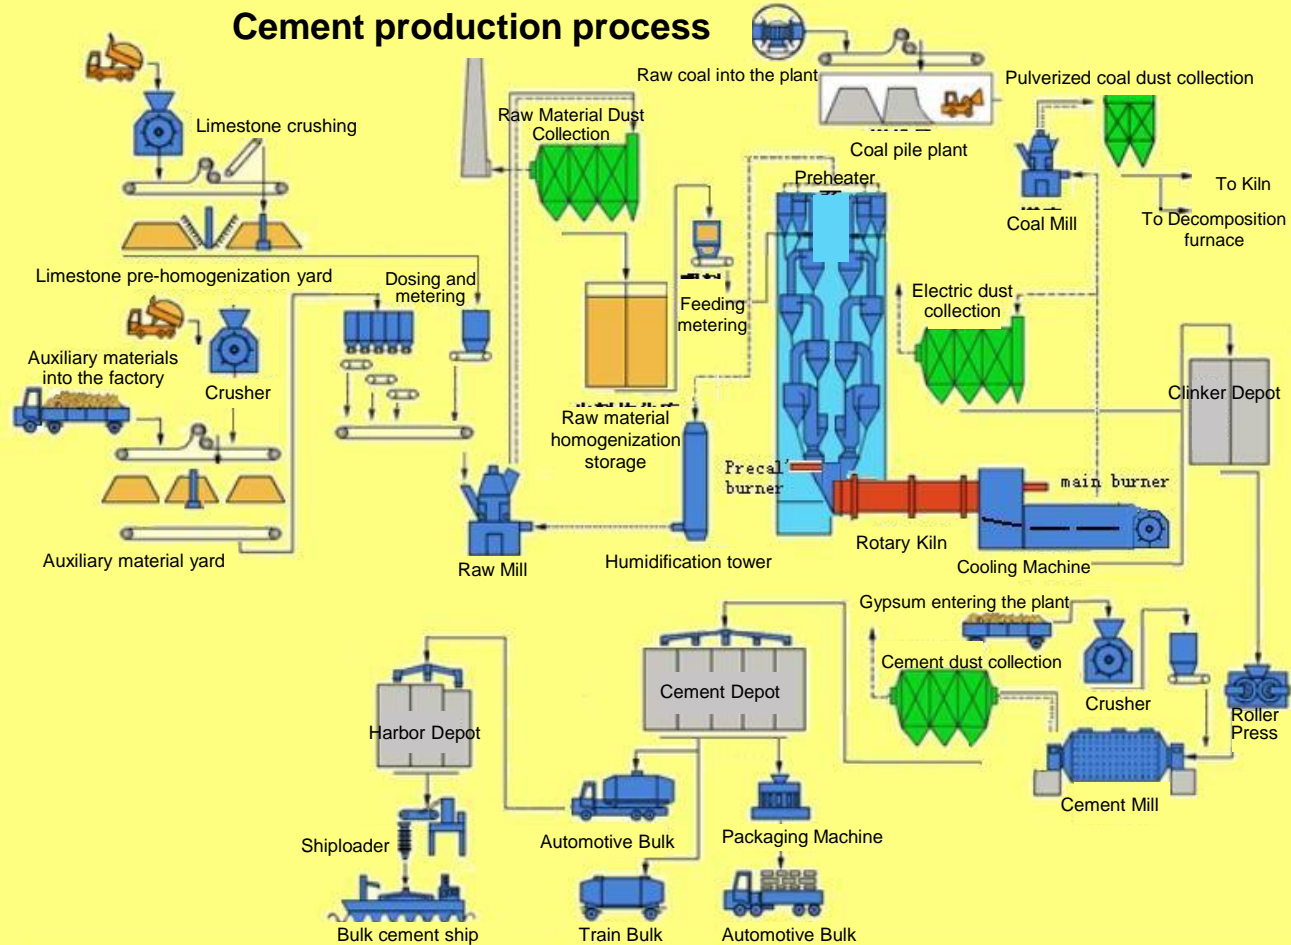 Cement production process
Raw coal into the plant
Pulverized coal dust collection
Limestone crushing
Raw Material Dust
Collection
Coal pile plant
Preheater
To Kiln
Coal Mill
To Decomposition
furnace
Limestone pre-homogenization yard
Dosing and
metering
Feeding
metering
Electric dust
collection
Auxiliary materials
into the factory
Crusher
Clinker Depot
Raw material
homogenization
storage
Precal'
burner
main burner
Rotary Kiln
Cooling Machine
Auxiliary material yard
Raw Mill
Humidification tower
Gypsum entering the plant
Cement dust collection
Cement Depot
Crusher
Roller
Press
Harbor Depot
Cement Mill
Shiploader
Automotive Bulk
Packaging Machine
Bulk cement ship
Train Bulk
Automotive Bulk